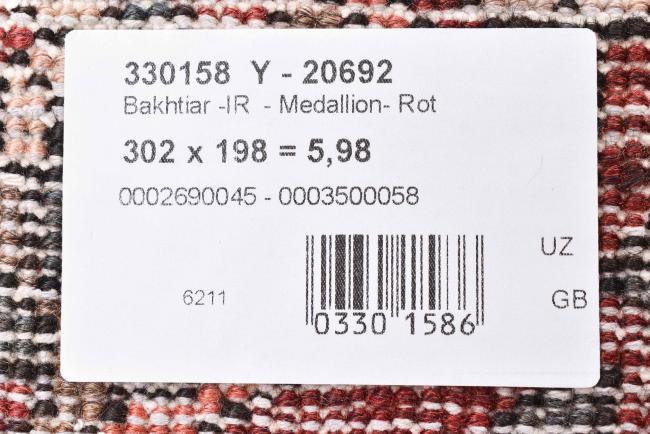 330158 Y - 20692
Bakhtiar -IR - Medallion- Rot
302 x 198 = 5,98
0002690045 - 0003500058
UZ
6211
GB
0330 1586